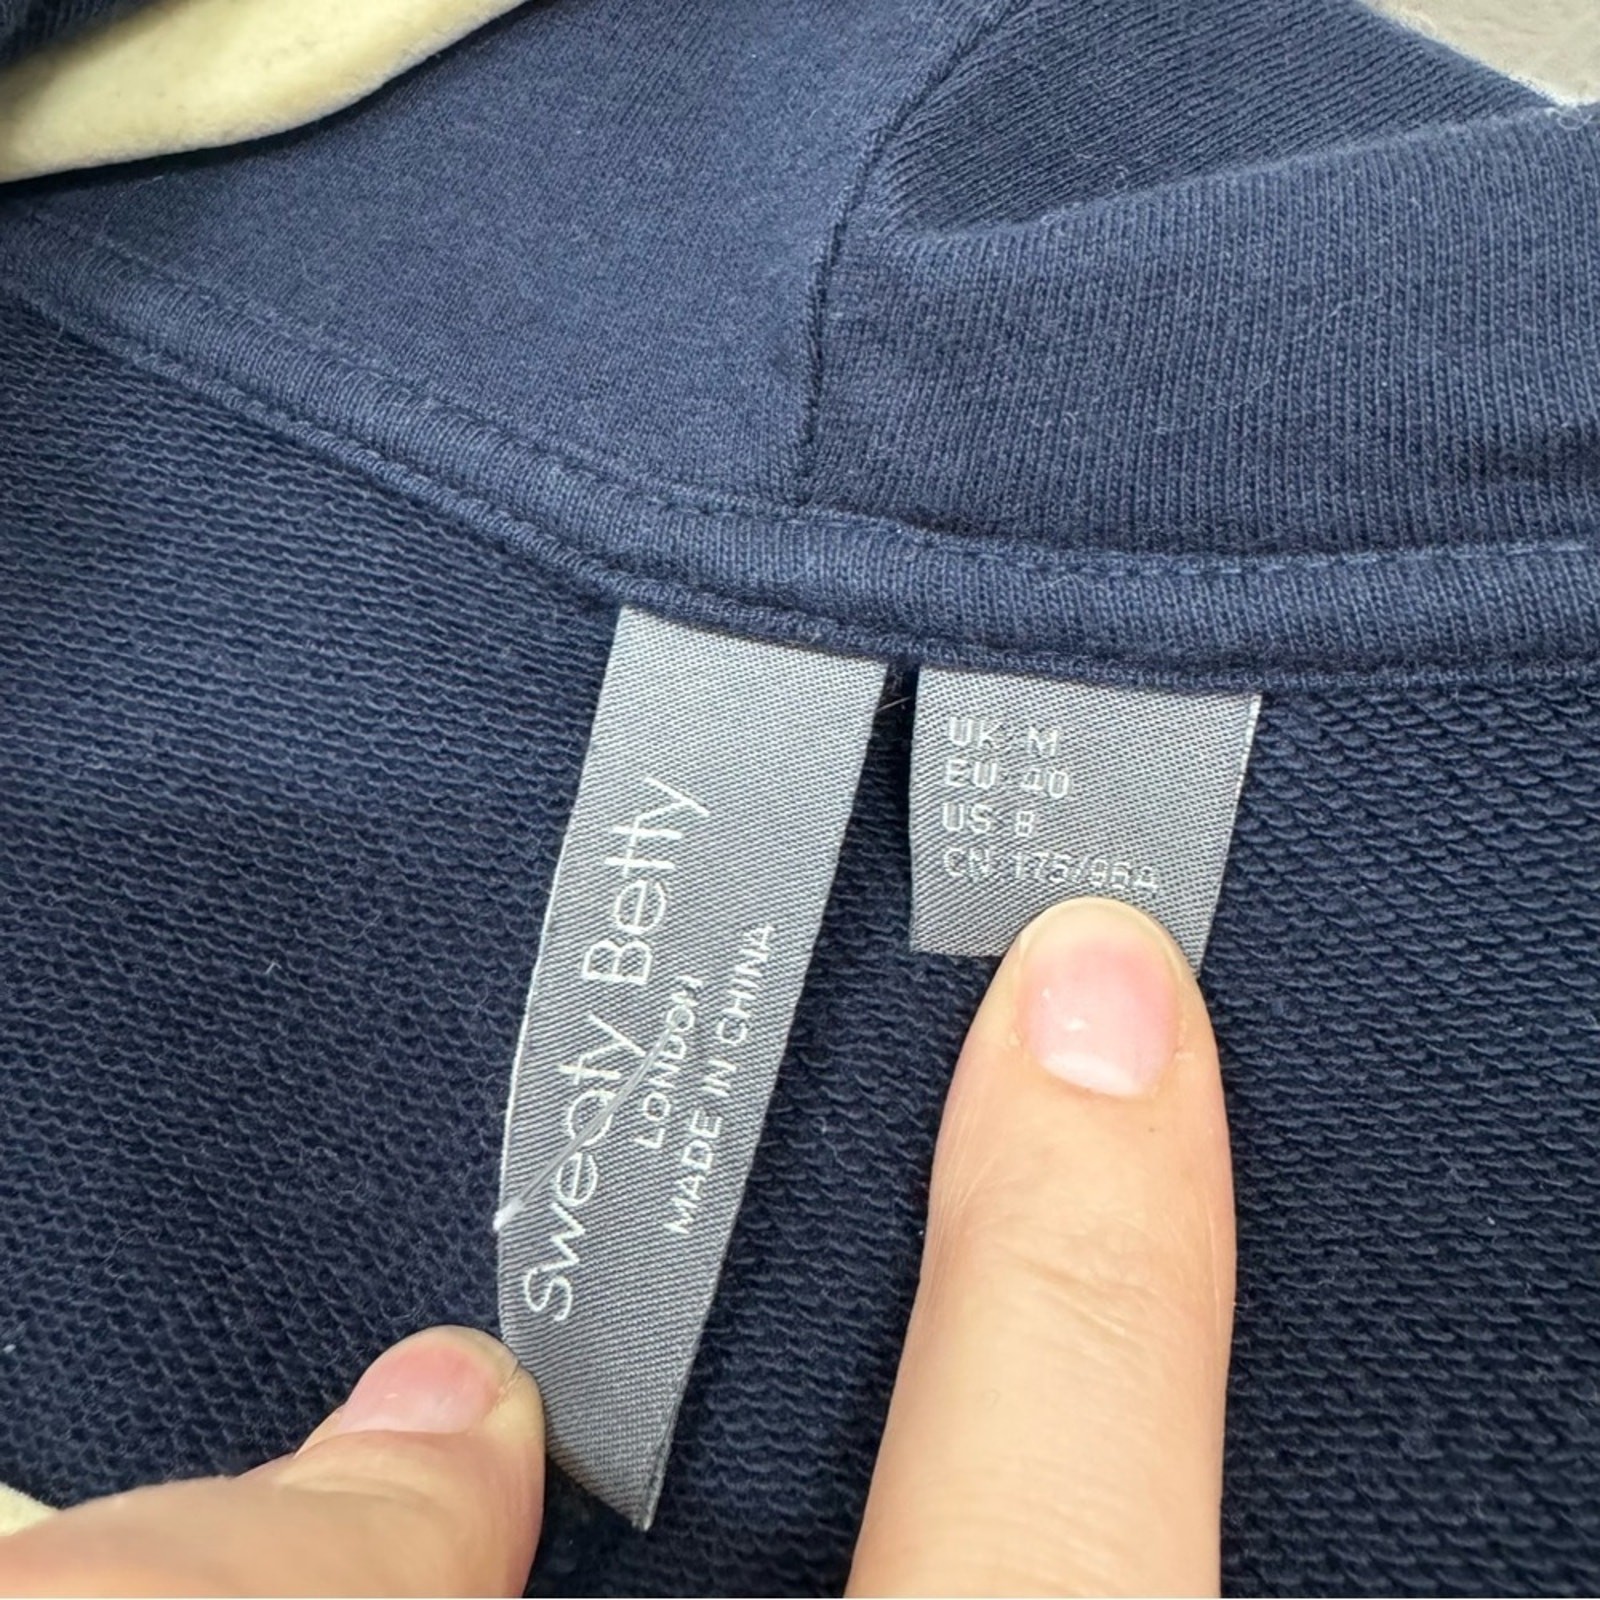 Sweaty Betty
LONDON
MADE IN CHINA
UK M
EU 40
US 8
CN 175/96A